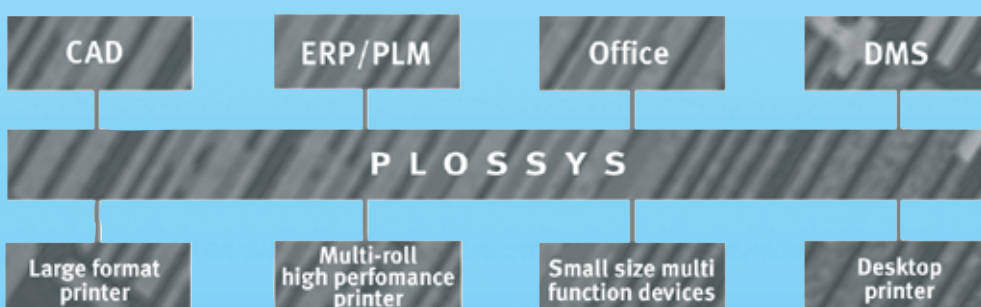 CAD
ERP/PLM
Office
DMS
PLOSSYS
Large format
printer
Multi-roll
high perfomance
printer
Small size multi
function devices
Desktop
printer